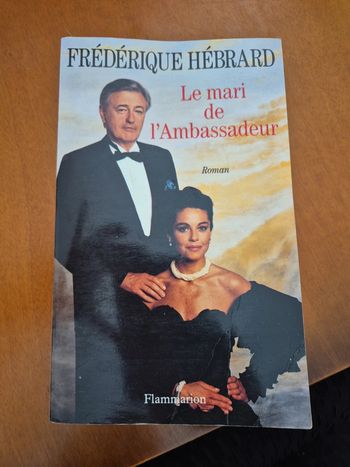 FRÉDÉRIQUE HÉBRARD
Le mari
de
l'Ambassadeur
Roman
Flammarion